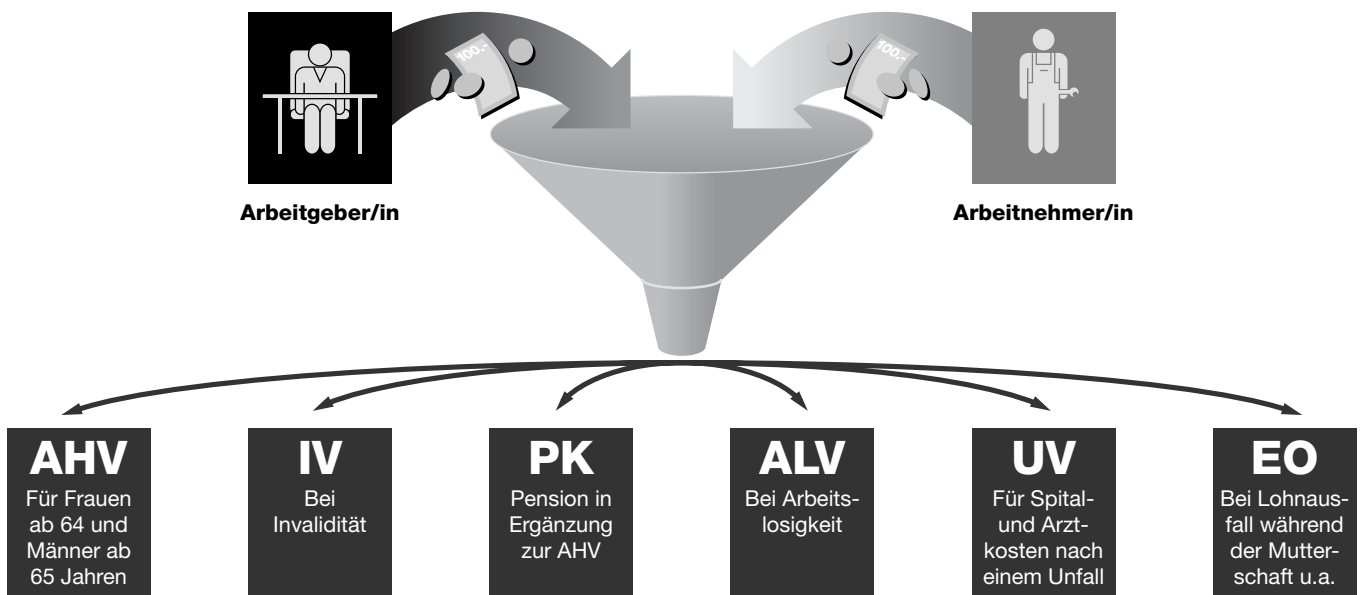 100.-
100.-
Arbeitgeber/in
Arbeitnehmer/in
AHV
Für Frauen
ab 64 und
Männer ab
65 Jahren
IV
Bei
Invalidität
PK
Pension in
Ergänzung
zur AHV
ALV
Bei Arbeits-
losigkeit
UV
Für Spital-
und Arzt-
kosten nach
einem Unfall
EO
Bei Lohnaus-
fall während
der Mutter-
schaft u.a.